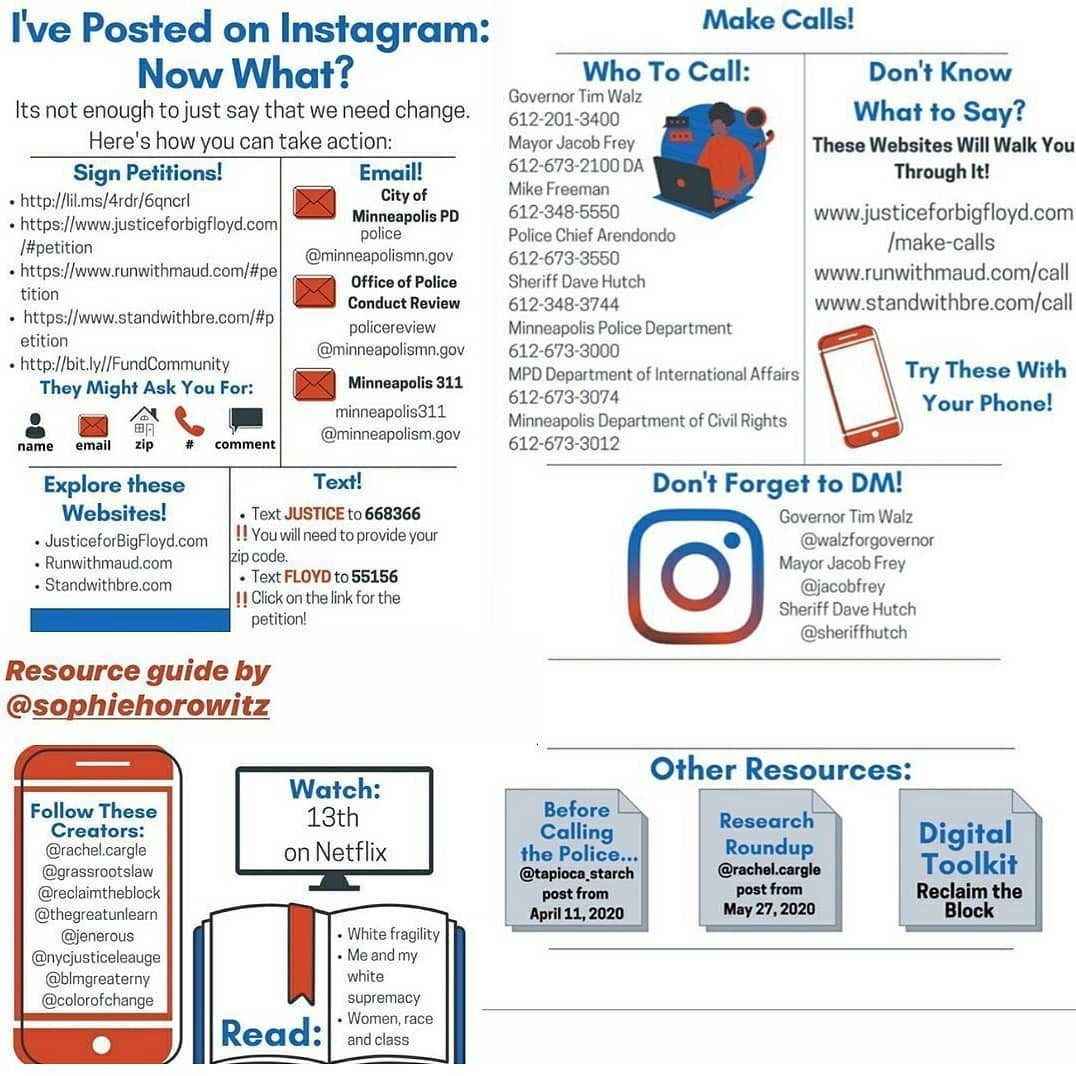 I've Posted on Instagram:
Now What?
Its not enough to just say that we need change.
Here's how you can take action:
Sign Petitions!
• http://lil.ms/4rdr/6qncrl
• https://www.justiceforbigfloyd.com
/#petition
• https://www.runwithmaud.com/#pe
tition
• https://www.standwithbre.com/#p
etition
• http://bit.ly//FundCommunity
They Might Ask You For:
name
email
zip
#
comment
Email!
City of
Minneapolis PD
police
@minneapolismn.gov
Office of Police
Conduct Review
policereview
@minneapolismn.gov
Minneapolis 311
minneapolis311
@minneapolism.gov
Explore these
Websites!
• JusticeforBigFloyd.com
• Runwithmaud.com
• Standwithbre.com
Text!
• Text JUSTICE to 668366
‼ You will need to provide your
zip code.
• Text FLOYD to 55156
‼ Click on the link for the
petition!
Make Calls!
Who To Call:
Governor Tim Walz
612-201-3400
Mayor Jacob Frey
612-673-2100 DA
Mike Freeman
612-348-5550
Police Chief Arendondo
612-673-3550
Sheriff Dave Hutch
612-348-3744
Minneapolis Police Department
612-673-3000
MPD Department of International Affairs
612-673-3074
Minneapolis Department of Civil Rights
612-673-3012
Don't Know
What to Say?
These Websites Will Walk You
Through It!
www.justiceforbigfloyd.com
/make-calls
www.runwithmaud.com/call
www.standwithbre.com/call
Try These With
Your Phone!
Don't Forget to DM!
Governor Tim Walz
@walzforgovernor
Mayor Jacob Frey
@jacobfrey
Sheriff Dave Hutch
@sheriffhutch
Resource guide by
@sophiehorowitz
Follow These
Creators:
@rachel.cargle
@grassrootslaw
@reclaimtheblock
@thegreatunlearn
@jenerous
@nycjusticeleauge
@blmgreaterny
@colorofchange
Watch:
13th
on Netflix
Read:
• White fragility
• Me and my
white
supremacy
• Women, race
and class
Other Resources:
Before
Calling
the Police...
@tapioca_starch
post from
April 11, 2020
Research
Roundup
@rachel.cargle
post from
May 27, 2020
Digital
Toolkit
Reclaim the
Block